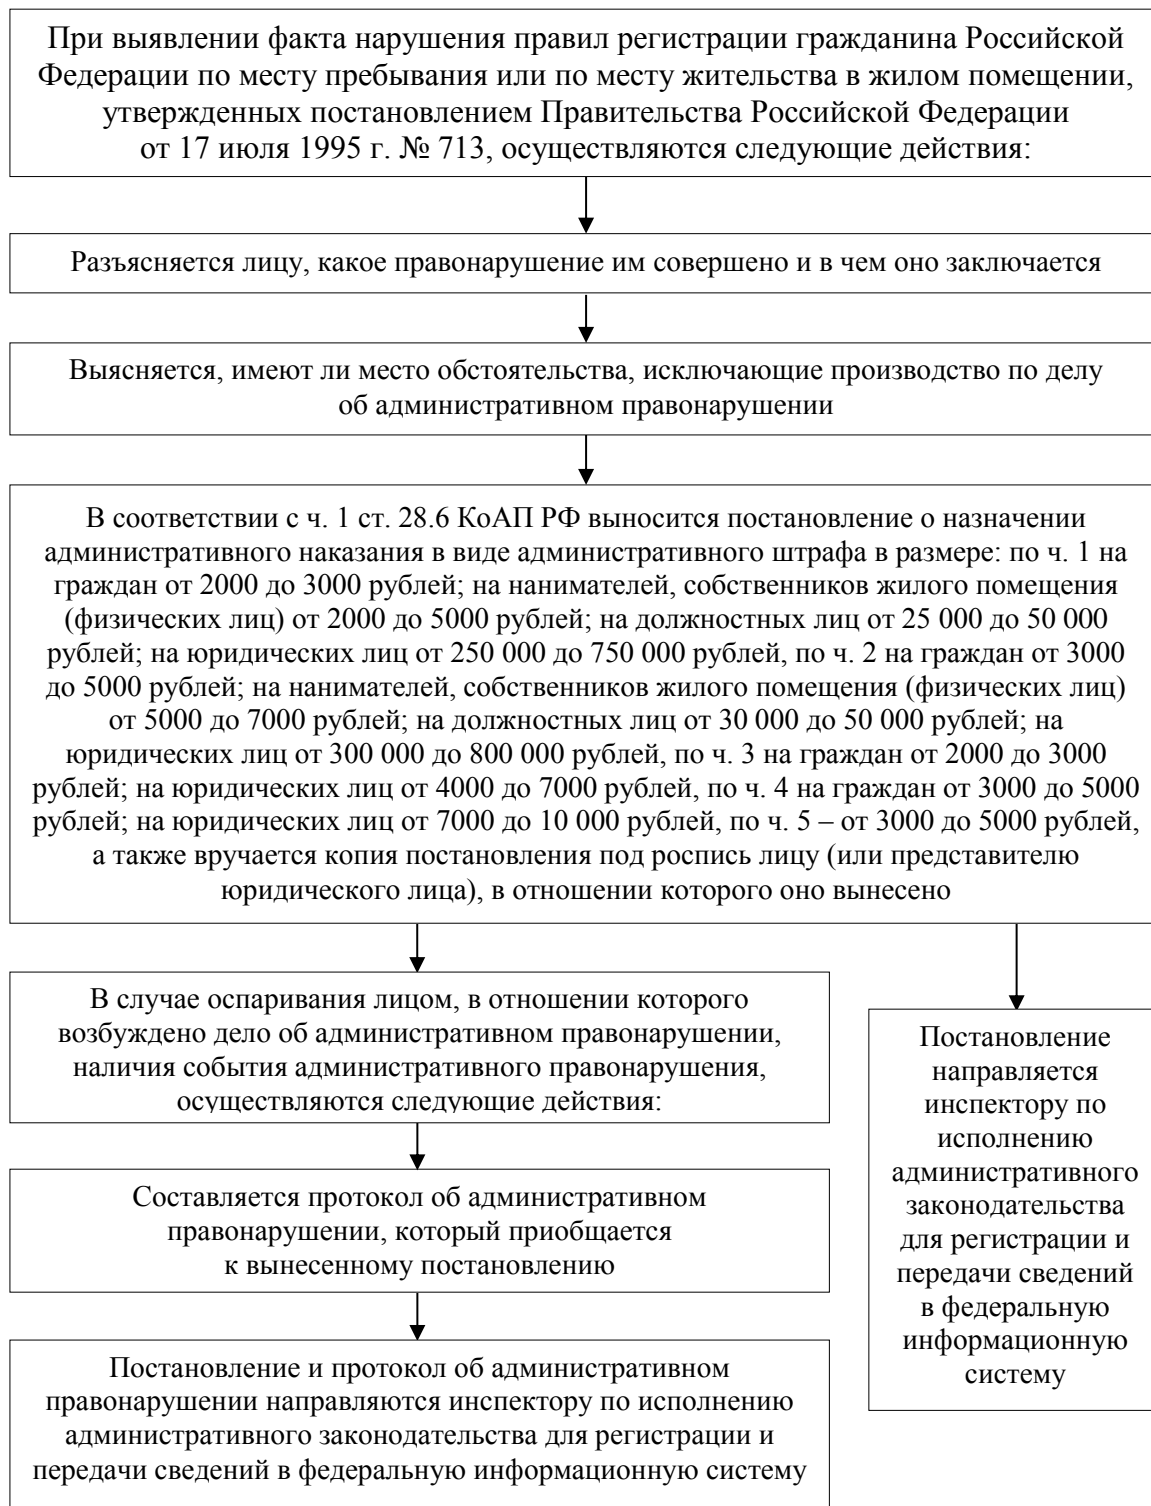 При выявлении факта нарушения правил регистрации гражданина Российской
Федерации по месту пребывания или по месту жительства в жилом помещении,
утвержденных постановлением Правительства Российской Федерации
от 17 июля 1995 г. № 713, осуществляются следующие действия:
Разъясняется лицу, какое правонарушение им совершено и в чем оно заключается
Выясняется, имеют ли место обстоятельства, исключающие производство по делу
об административном правонарушении
В соответствии с ч. 1 ст. 28.6 КоАП РФ выносится постановление о назначении
административного наказания в виде административного штрафа в размере: по ч. 1 на
граждан от 2000 до 3000 рублей; на нанимателей, собственников жилого помещения
(физических лиц) от 2000 до 5000 рублей; на должностных лиц от 25 000 до 50 000
рублей; на юридических лиц от 250 000 до 750 000 рублей, по ч. 2 на граждан от 3000
до 5000 рублей; на нанимателей, собственников жилого помещения (физических лиц)
от 5000 до 7000 рублей; на должностных лиц от 30 000 до 50 000 рублей; на
юридических лиц от 300 000 до 800 000 рублей, по ч. 3 на граждан от 2000 до 3000
рублей; на юридических лиц от 4000 до 7000 рублей, по ч. 4 на граждан от 3000 до 5000
рублей; на юридических лиц от 7000 до 10 000 рублей, по ч. 5 – от 3000 до 5000 рублей,
а также вручается копия постановления под роспись лицу (или представителю
юридического лица), в отношении которого оно вынесено
В случае оспаривания лицом, в отношении которого
возбуждено дело об административном правонарушении,
наличия события административного правонарушения,
осуществляются следующие действия:
Составляется протокол об административном
правонарушении, который приобщается
к вынесенному постановлению
Постановление и протокол об административном
правонарушении направляются инспектору по исполнению
административного законодательства для регистрации и
передачи сведений в федеральную информационную систему
Постановление
направляется
инспектору по
исполнению
административного
законодательства
для регистрации и
передачи сведений
в федеральную
информационную
систему